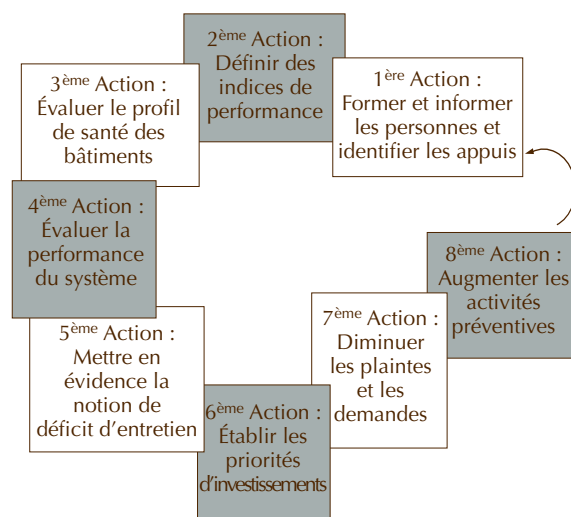 1ère Action :
Former et informer
les personnes et
identifier les appuis
2ème Action :
Définir des
indices de
performance
3ème Action :
Évaluer le profil
de santé des
bâtiments
4ème Action :
Évaluer la
performance
du système
5ème Action :
Mettre en
évidence la
notion de
déficit d'entretien
6ème Action :
Établir les
priorités
d'investissements
7ème Action :
Diminuer
les plaintes
et les
demandes
8ème Action :
Augmenter les
activités
préventives